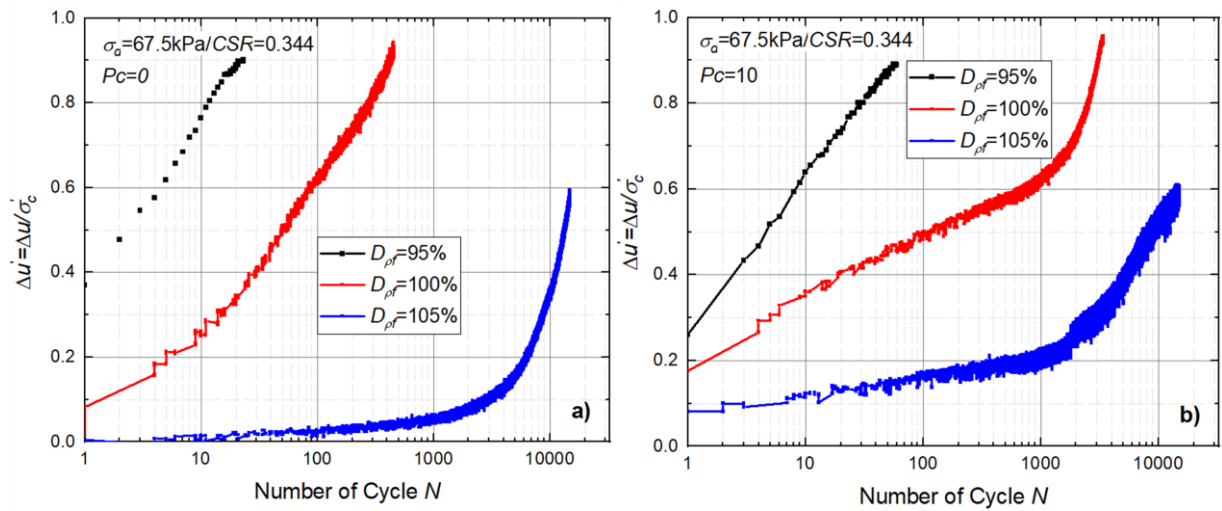 σₐ=67.5kPa/CSR=0.344
Pc=0
Dρf=95%
Dρf=100%
Dρf=105%
a)
1.0
0.8
0.6
0.4
0.2
0.0
Δu'=Δu/σ'c
1
10
100
1000
10000
Number of Cycle N
σₐ=67.5kPa/CSR=0.344
Pc=10
Dρf=95%
Dρf=100%
Dρf=105%
b)
1.0
0.8
0.6
0.4
0.2
0.0
Δu'=Δu/σ'c
1
10
100
1000
10000
Number of Cycle N